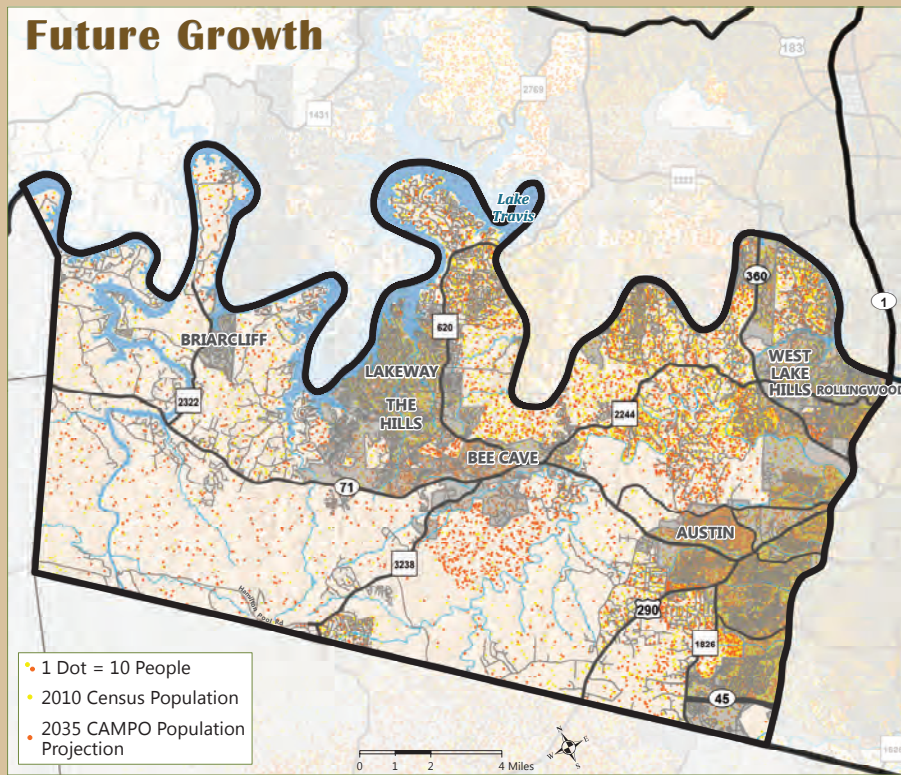 Future Growth
183
2769
1431
2222
Lake
Travis
360
1
620
BRIARCLIFF
WEST
LAKE
HILLS
ROLLINGWOOD
LAKEWAY
THE
HILLS
2322
2244
BEE CAVE
71
AUSTIN
3238
290
Hamilton Pool Rd
1826
45
1 Dot = 10 People
2010 Census Population
2035 CAMPO Population
Projection
0 1 2 4 Miles
N
W E
S
1626